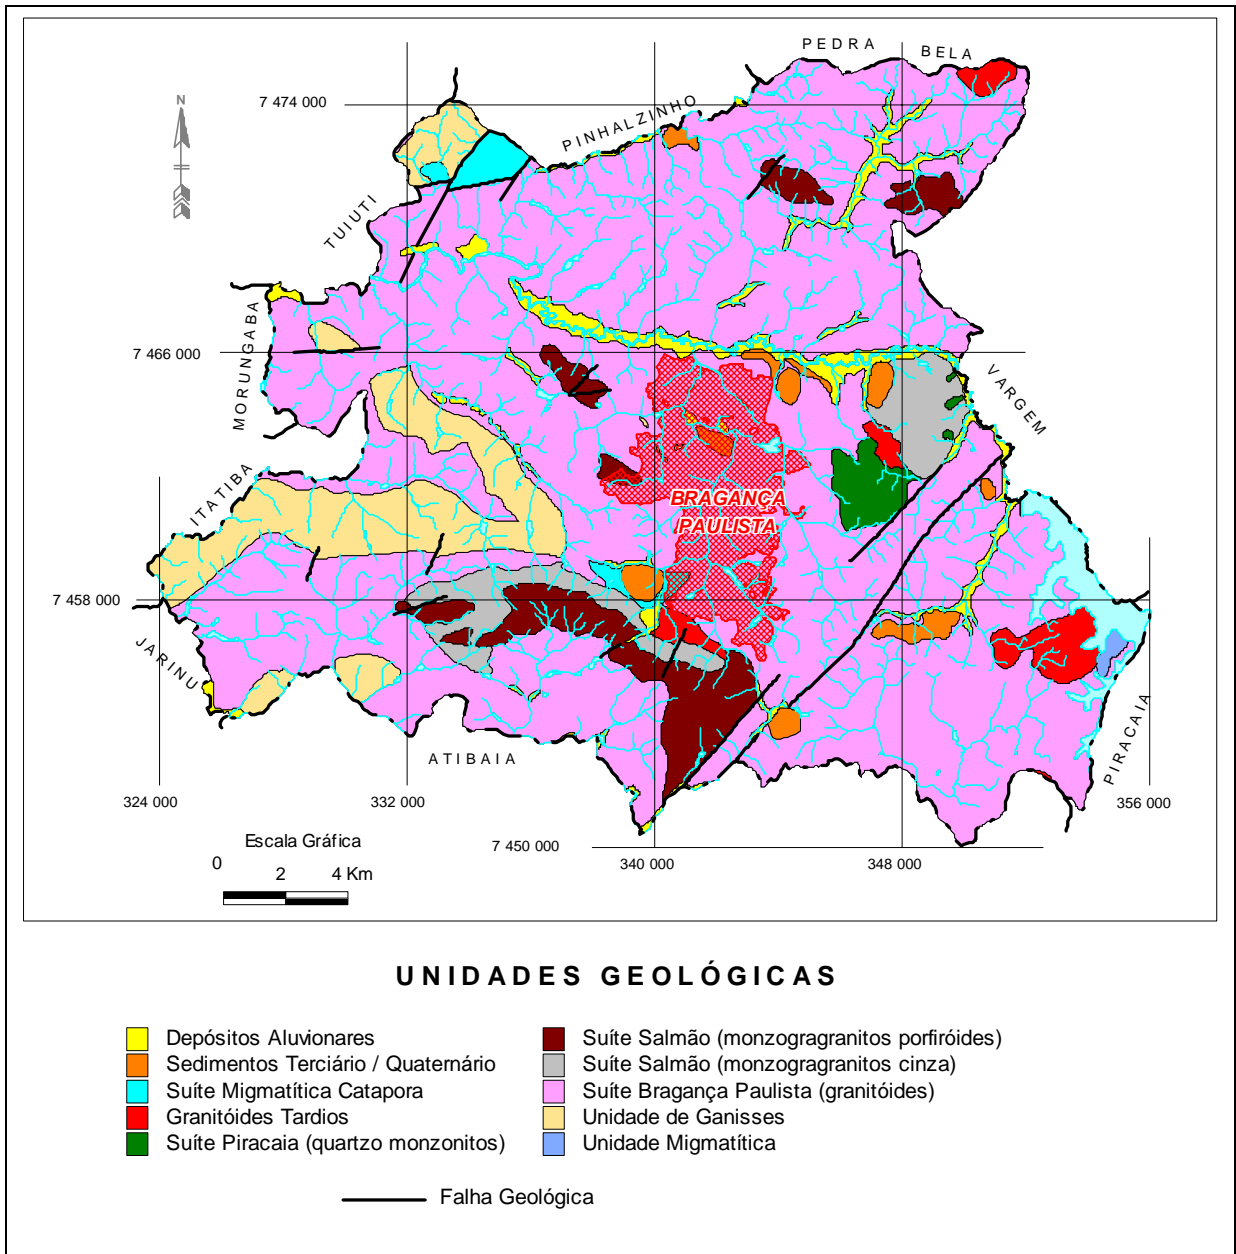 PEDRA BELA
N
7 474 000
PINHALZINHO
TUIUTI
MORUNGABA
7 466 000
VARGEM
ITATIBA
BRAGANÇA
PAULISTA
7 458 000
JARINU
PIRACAIA
ATIBAIA
324 000
332 000
356 000
Escala Gráfica
7 450 000
340 000
348 000
0
2
4 Km
UNIDADES GEOLÓGICAS
Depósitos Aluvionares
Sedimentos Terciário / Quaternário
Suíte Migmatítica Catapora
Granitóides Tardios
Suíte Piracaia (quartzo monzonitos)
Suíte Salmão (monzogragranitos porfiróides)
Suíte Salmão (monzogragranitos cinza)
Suíte Bragança Paulista (granitóides)
Unidade de Ganisses
Unidade Migmatítica
Falha Geológica